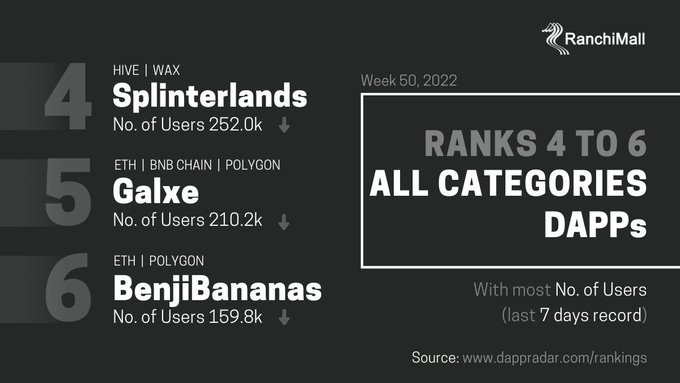 RanchiMall
Week 50, 2022
RANKS 4 TO 6
ALL CATEGORIES
DAPPs
4
HIVE | WAX
Splinterlands
No. of Users 252.0k
5
ETH | BNB CHAIN | POLYGON
Galxe
No. of Users 210.2k
6
ETH | POLYGON
BenjiBananas
No. of Users 159.8k
With most No. of Users
(last 7 days record)
Source: www.dappradar.com/rankings